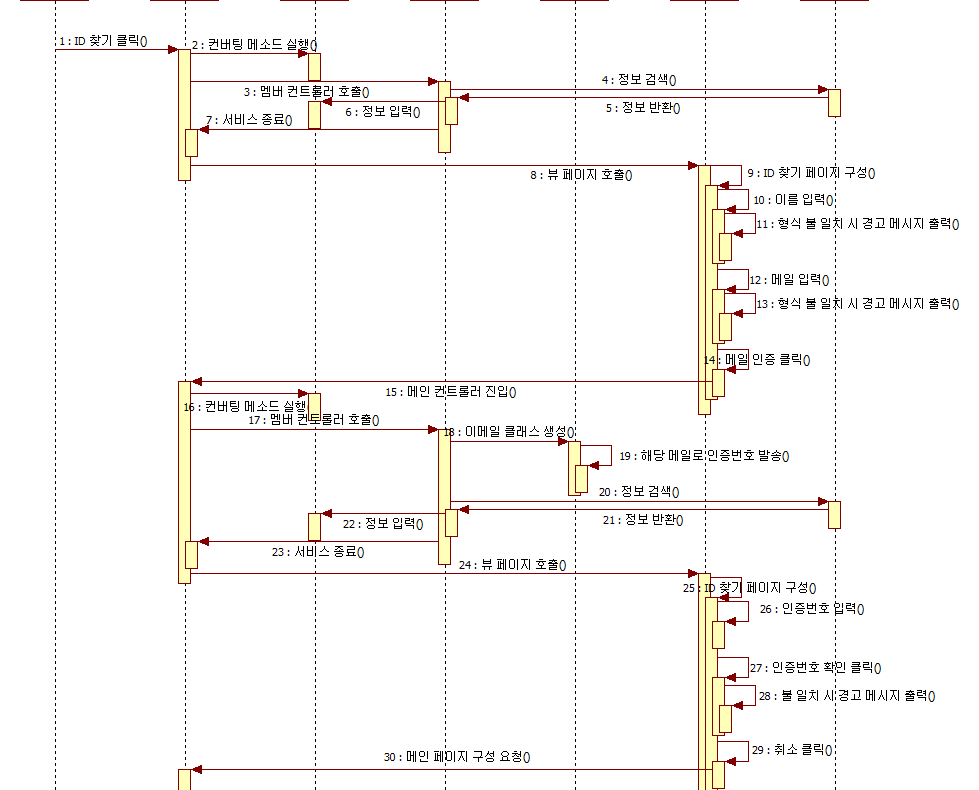 1 : ID 찾기 클릭()
2 : 컨버팅 메소드 실행()
3 : 멤버 컨트롤러 호출()
4 : 정보 검색()
5 : 정보 반환()
6 : 정보 입력()
7 : 서비스 종료()
8 : 뷰 페이지 호출()
9 : ID 찾기 페이지 구성()
10 : 이름 입력()
11 : 형식 불 일치 시 경고 메시지 출력()
12 : 메일 입력()
13 : 형식 불 일치 시 경고 메시지 출력()
14 : 메일 인증 클릭()
15 : 메인 컨트롤러 진입()
16 : 컨버팅 메소드 실행()
17 : 멤버 컨트롤러 호출()
18 : 이메일 클래스 생성()
19 : 해당 메일로 인증번호 발송()
20 : 정보 검색()
21 : 정보 반환()
22 : 정보 입력()
23 : 서비스 종료()
24 : 뷰 페이지 호출()
25 : ID 찾기 페이지 구성()
26 : 인증번호 입력()
27 : 인증번호 확인 클릭()
28 : 불 일치 시 경고 메시지 출력()
29 : 취소 클릭()
30 : 메인 페이지 구성 요청()